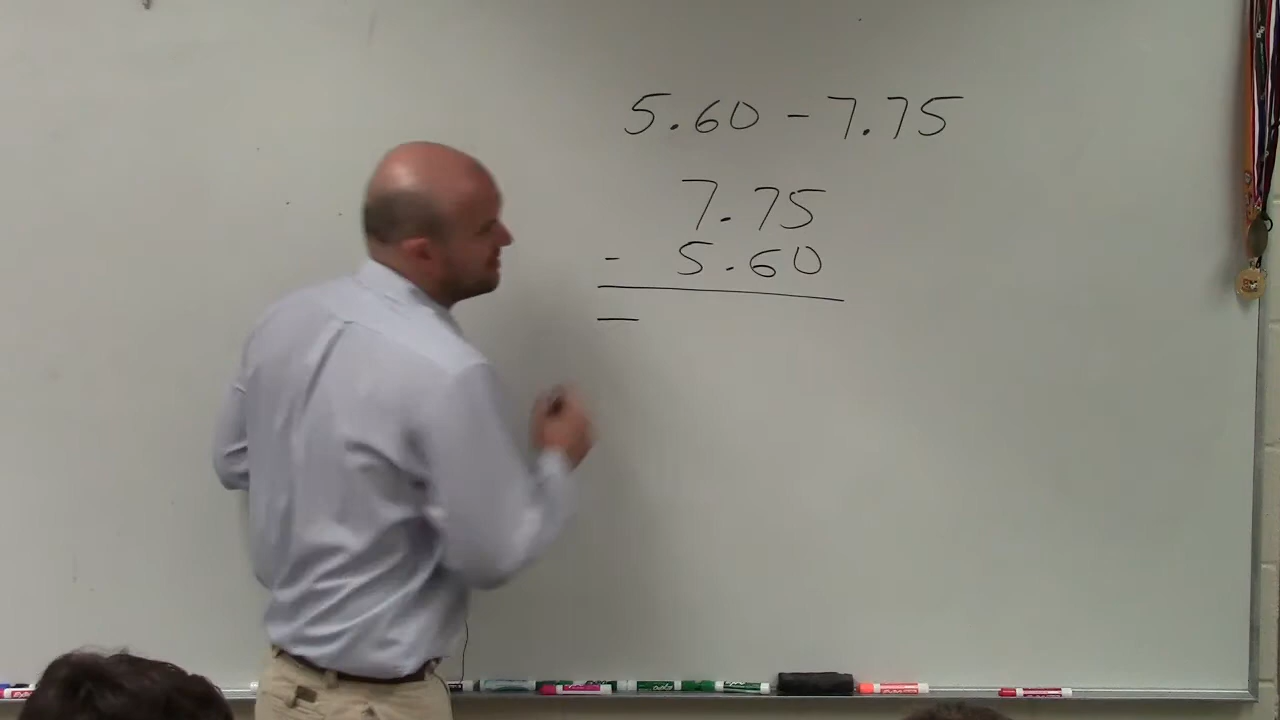 5.60 - 7.75
7.75
- 5.60
—